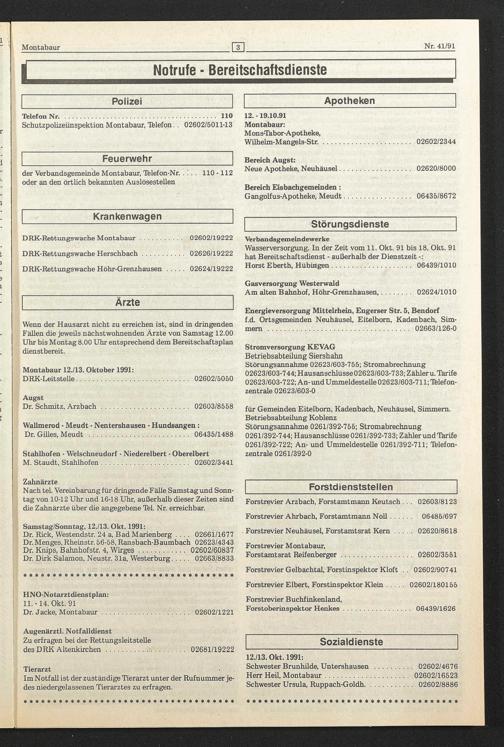 Montabaur
3
Nr. 41/91
Notrufe - Bereitschaftsdienste
Polizei
Telefon Nr. 110
Schutzpolizeiinspektion Montabaur, Telefon . . 02602/5011-13
Feuerwehr
der Verbandsgemeinde Montabaur, Telefon-Nr. . . . . 110 - 112
oder an den örtlich bekannten Auslösestellen
Krankenwagen
DRK-Rettungswache Montabaur . . . 02602/19222
DRK-Rettungswache Herschbach . . . 02626/19222
DRK-Rettungswache Höhr-Grenzhausen . . . 02624/19222
Ärzte
Wenn der Hausarzt nicht zu erreichen ist, sind in dringenden
Fällen die jeweils nächstwohnenden Ärzte von Samstag 12.00
Uhr bis Montag 8.00 Uhr entsprechend dem Bereitschaftsplan
dienstbereit.
Montabaur 12./13. Oktober 1991:
DRK-Leitstelle . . . 02602/5050
Augst
Dr. Schmitz, Arzbach . . . 02603/8558
Wallmerod - Meudt - Nentershausen - Hundsangen :
Dr. Gilles, Meudt . . . 06435/1488
Stahlhofen - Welschneudorf - Niederelbert - Oberelbert
M. Staudt, Stahlhofen . . . 02602/3441
Zahnärzte
Nach tel. Vereinbarung für dringende Fälle Samstag und Sonn-
tag von 10-12 Uhr und 16-18 Uhr, außerhalb dieser Zeiten sind
die Zahnärzte über die angegebene Tel. Nr. erreichbar.
Samstag/Sonntag, 12./13. Okt. 1991:
Dr. Rick, Westendstr. 24 a, Bad Marienberg . . . 02661/1677
Dr. Menges, Rheinstr. 56-58, Ransbach-Baumbach 02623/4343
Dr. Knips, Bahnhofstr. 4, Wirges . . . 02602/60837
Dr. Dirk Salamon, Neustr. 31a, Westerburg . . . 02663/8833
HNO-Notarztdienstplan:
11. - 14. Okt. 91
Dr. Jacke, Montabaur . . . 02602/1221
Augenärztl. Notfalldienst
Zu erfragen bei der Rettungsleitstelle
des DRK Altenkirchen . . . 02681/19222
Tierarzt
Im Notfall ist der zuständige Tierarzt unter der Rufnummer je-
des niedergelassenen Tierarztes zu erfragen.
Apotheken
12. - 19.10.91
Montabaur:
Mons-Tabor-Apotheke,
Wilhelm-Mangels-Str. . . . 02602/2344
Bereich Augst:
Neue Apotheke, Neuhäusel . . . 02620/8000
Bereich Eisbachgemeinden :
Gangolfus-Apotheke, Meudt . . . 06435/8672
Störungsdienste
Verbandsgemeindewerke
Wasserversorgung. In der Zeit vom 11. Okt. 91 bis 18. Okt. 91
hat Bereitschaftsdienst - außerhalb der Dienstzeit -:
Horst Eberth, Hübingen . . . 06439/1010
Gasversorgung Westerwald
Am alten Bahnhof, Höhr-Grenzhausen, . . . 02624/1010
Energieversorgung Mittelrhein, Engerser Str. 5, Bendorf
f.d. Ortsgemeinden Neuhäusel, Eitelborn, Kadenbach, Sim-
mern . . . 02663/126-0
Stromversorgung KEVAG
Betriebsabteilung Siershahn
Störungsannahme 02623/603-755; Stromabrechnung
02623/603-744; Hausanschlüsse 02623/603-733; Zähler u. Tarife
02623/603-722; An- und Ummeldestelle 02623/603-711; Telefon-
zentrale 02623/603-0
für Gemeinden Eitelborn, Kadenbach, Neuhäusel, Simmern.
Betriebsabteilung Koblenz
Störungsannahme 0261/392-755; Stromabrechnung
0261/392-744; Hausanschlüsse 0261/392-733; Zähler und Tarife
0261/392-722; An- und Ummeldestelle 0261/392-711; Telefon-
zentrale 0261/392-0
Forstdienststellen
Forstrevier Arzbach, Forstamtmann Keutsch . . . 02603/8123
Forstrevier Ahrbach, Forstamtmann Noll . . . 06485/697
Forstrevier Neuhäusel, Forstamtsrat Kern . . . 02620/8618
Forstrevier Montabaur,
Forstamtsrat Reifenberger . . . 02602/3551
Forstrevier Gelbachtal, Forstinspektor Kloft . . 02602/90741
Forstrevier Elbert, Forstinspektor Klein . . . 02602/180155
Forstrevier Buchfinkenland,
Forstoberinspektor Henkes . . . 06439/1626
Sozialdienste
12./13. Okt. 1991:
Schwester Brunhilde, Untershausen . . . 02602/4676
Herr Heil, Montabaur . . . 02602/16523
Schwester Ursula, Ruppach-Goldh. . . . 02602/8886